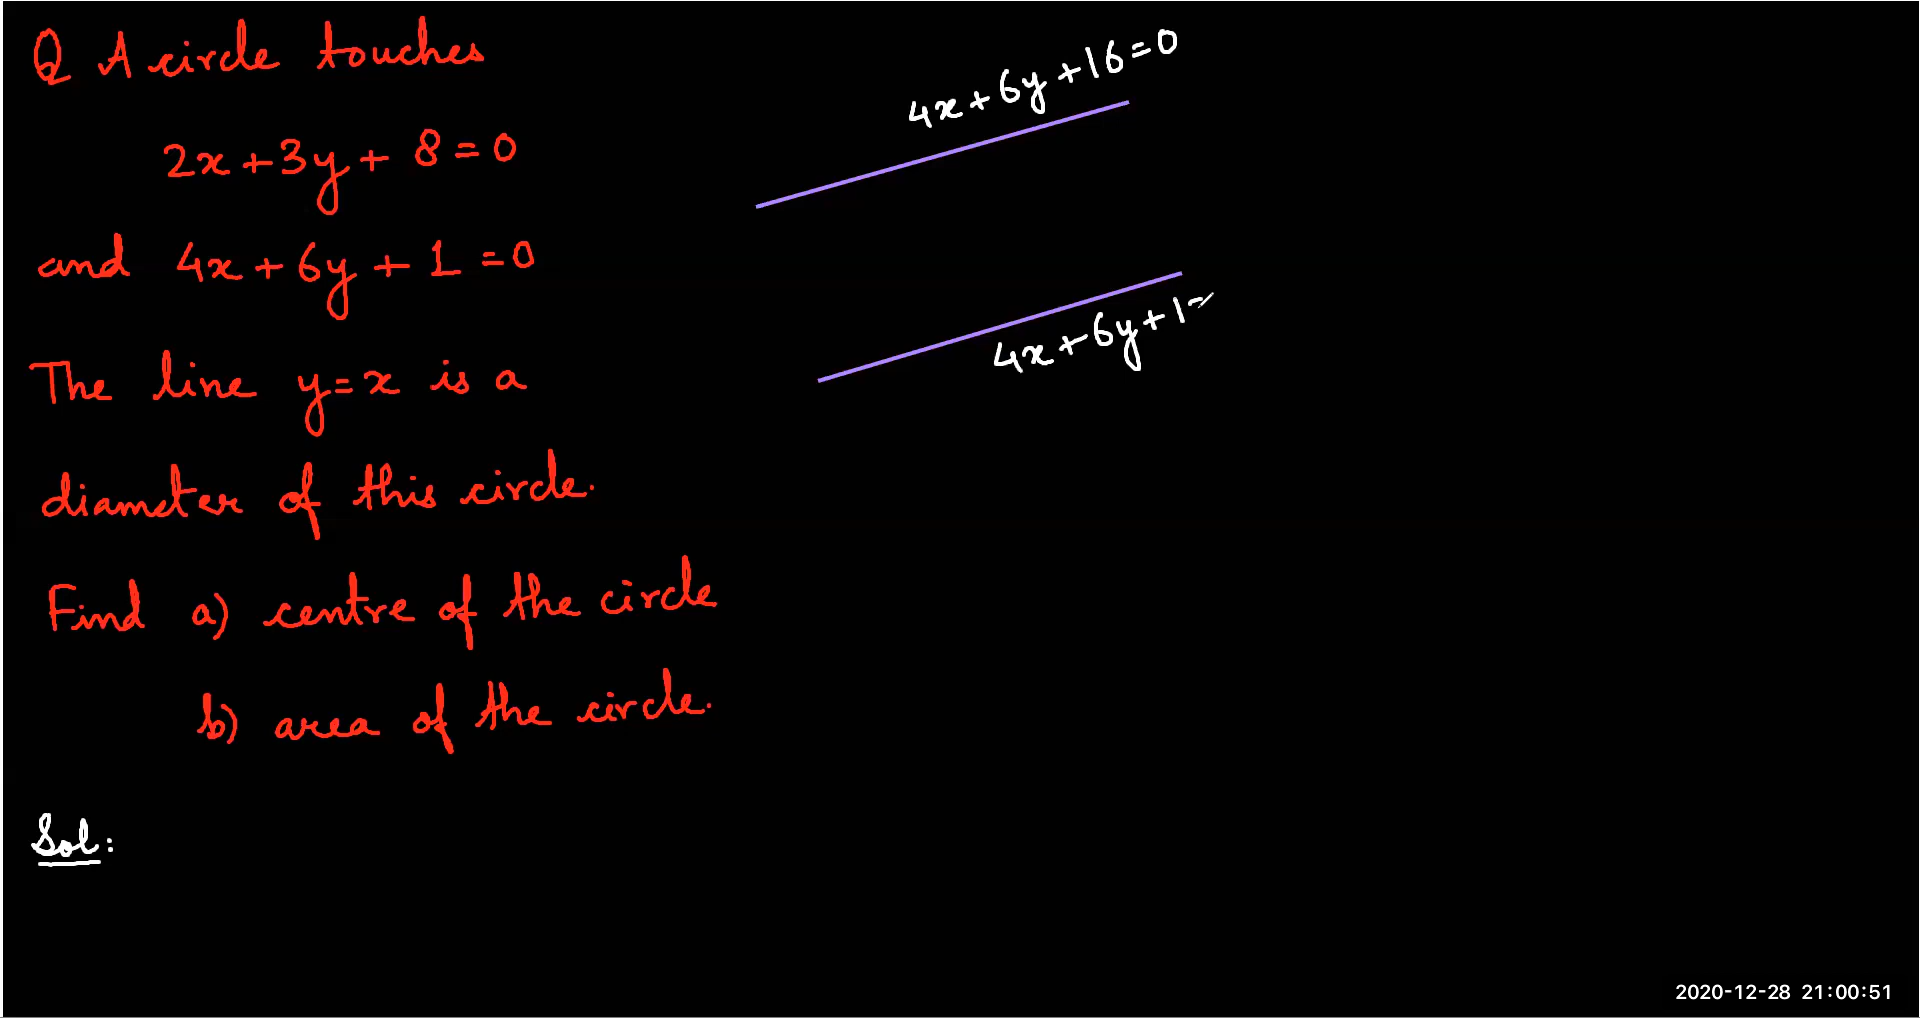 Q A circle touches
2x + 3y + 8 = 0
and 4x + 6y + 1 = 0
The line y = x is a
diameter of this circle.
Find a) centre of the circle
b) area of the circle.
Sol:
4x + 6y + 16 = 0
4x + 6y + 1 =
2020-12-28 21:00:51